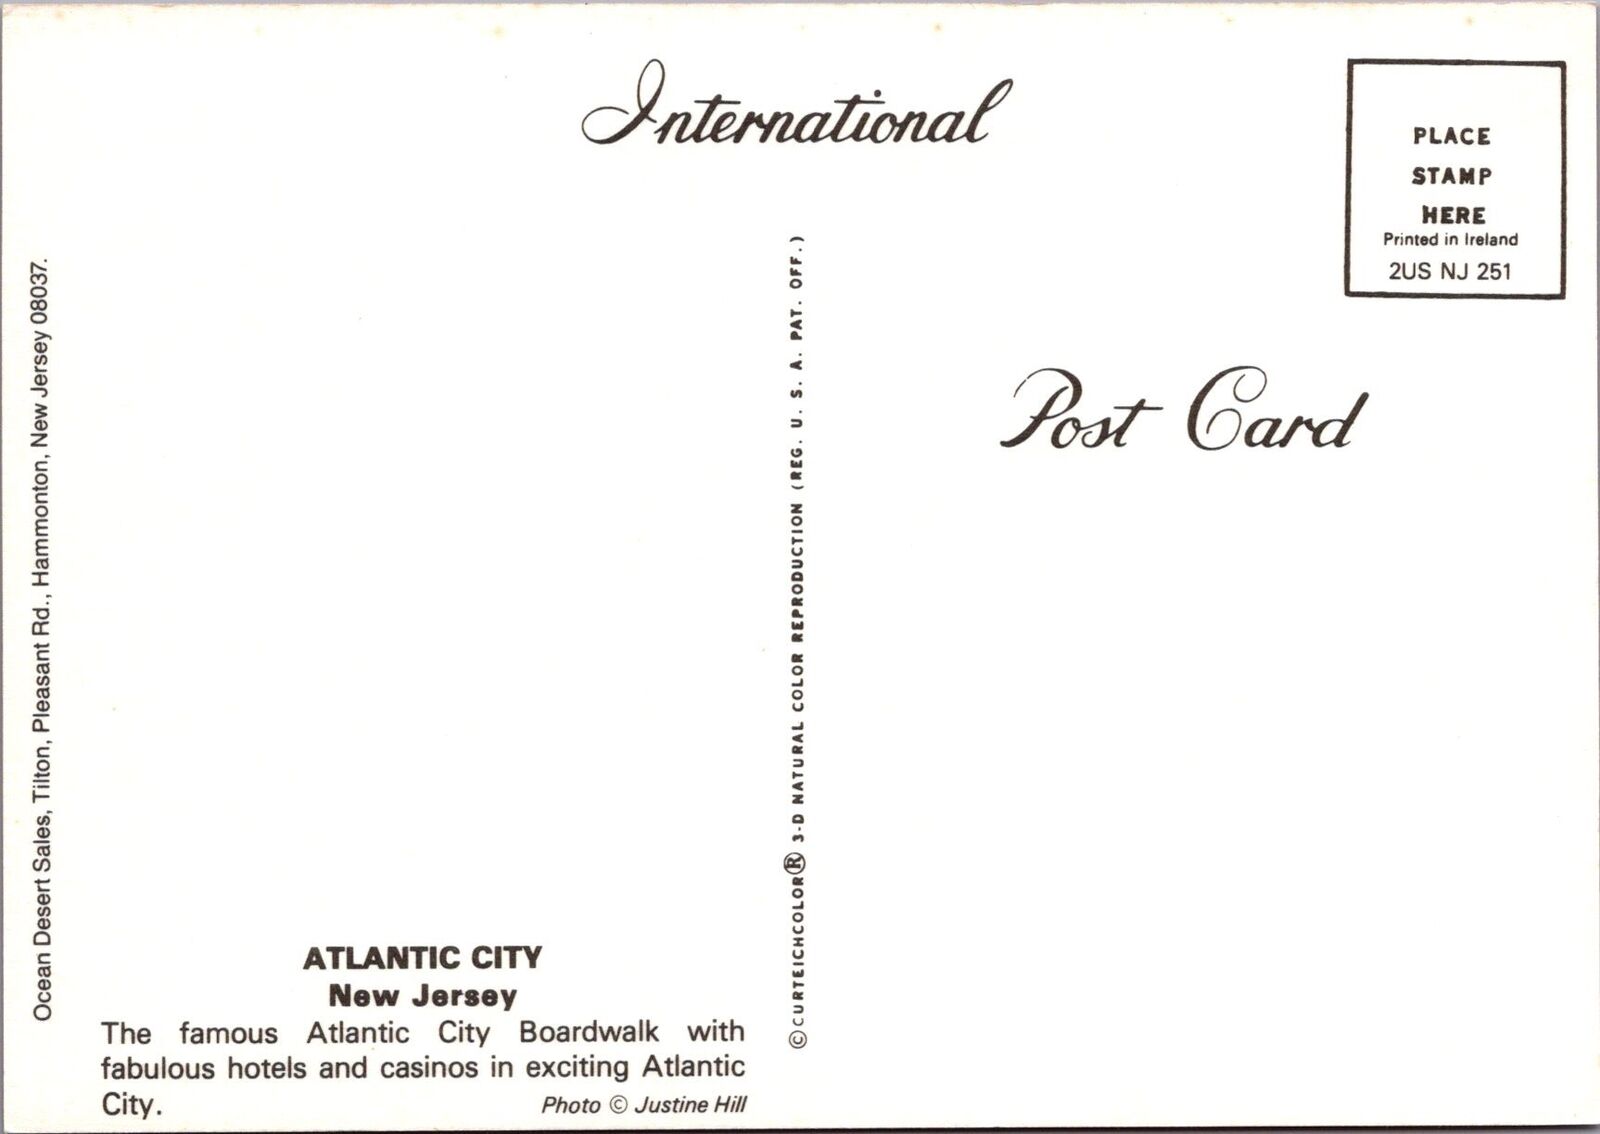 International
PLACE
STAMP
HERE
Printed in Ireland
2US NJ 251
Post Card
Ocean Desert Sales, Tilton, Pleasant Rd., Hammonton, New Jersey 08037.
©CURTEICHCOLOR® 3-D NATURAL COLOR REPRODUCTION (REG. U. S. A. PAT. OFF.)
ATLANTIC CITY
New Jersey
The famous Atlantic City Boardwalk with
fabulous hotels and casinos in exciting Atlantic
City.
Photo © Justine Hill